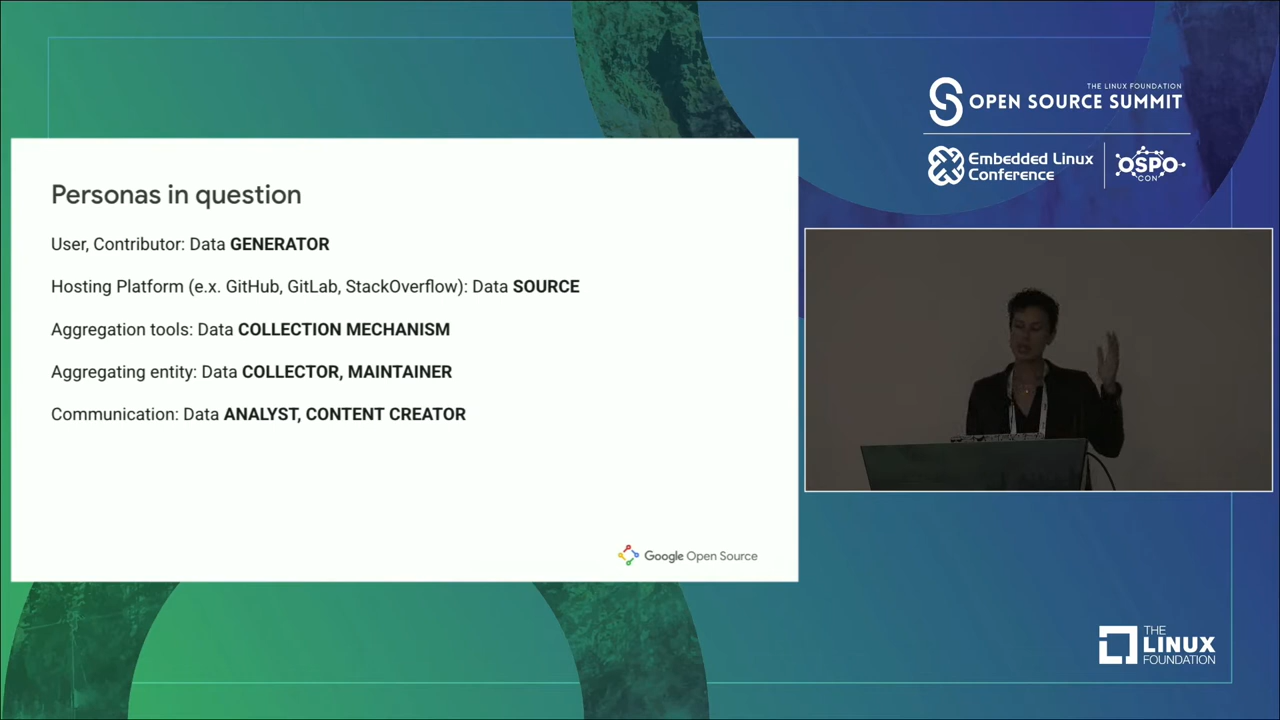 THE LINUX FOUNDATION
OPEN SOURCE SUMMIT
Embedded Linux
Conference
OSPO
CON
Personas in question
User, Contributor: Data GENERATOR
Hosting Platform (e.x. GitHub, GitLab, StackOverflow): Data SOURCE
Aggregation tools: Data COLLECTION MECHANISM
Aggregating entity: Data COLLECTOR, MAINTAINER
Communication: Data ANALYST, CONTENT CREATOR
Google Open Source
THE
LINUX
FOUNDATION